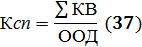 Ксп = ∑ КВ / ООД (37)